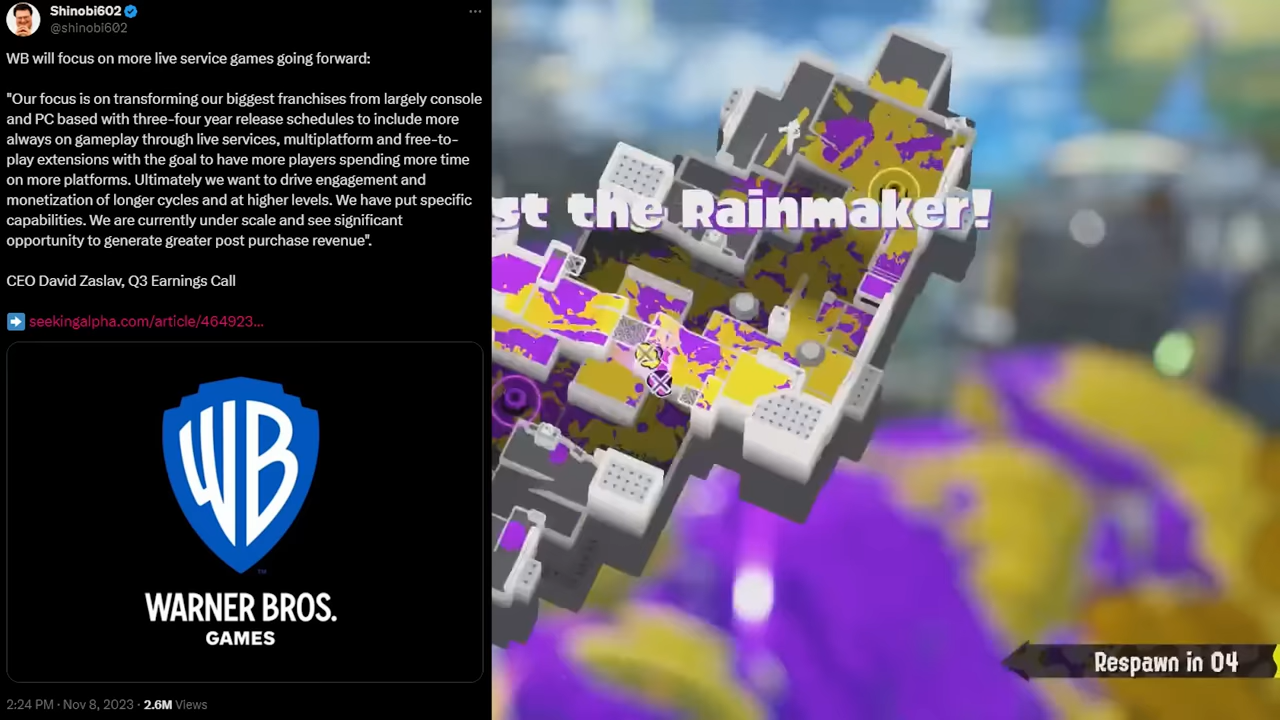 Shinobi602
@shinobi602
WB will focus on more live service games going forward:
"Our focus is on transforming our biggest franchises from largely console
and PC based with three-four year release schedules to include more
always on gameplay through live services, multiplatform and free-to-
play extensions with the goal to have more players spending more time
on more platforms. Ultimately we want to drive engagement and
monetization of longer cycles and at higher levels. We have put specific
capabilities. We are currently under scale and see significant
opportunity to generate greater post purchase revenue".
CEO David Zaslav, Q3 Earnings Call
seekingalpha.com/article/464923...
WB
TM
WARNER BROS.
GAMES
2:24 PM · Nov 8, 2023 · 2.6M Views
st the Rainmaker!
Respawn in 04